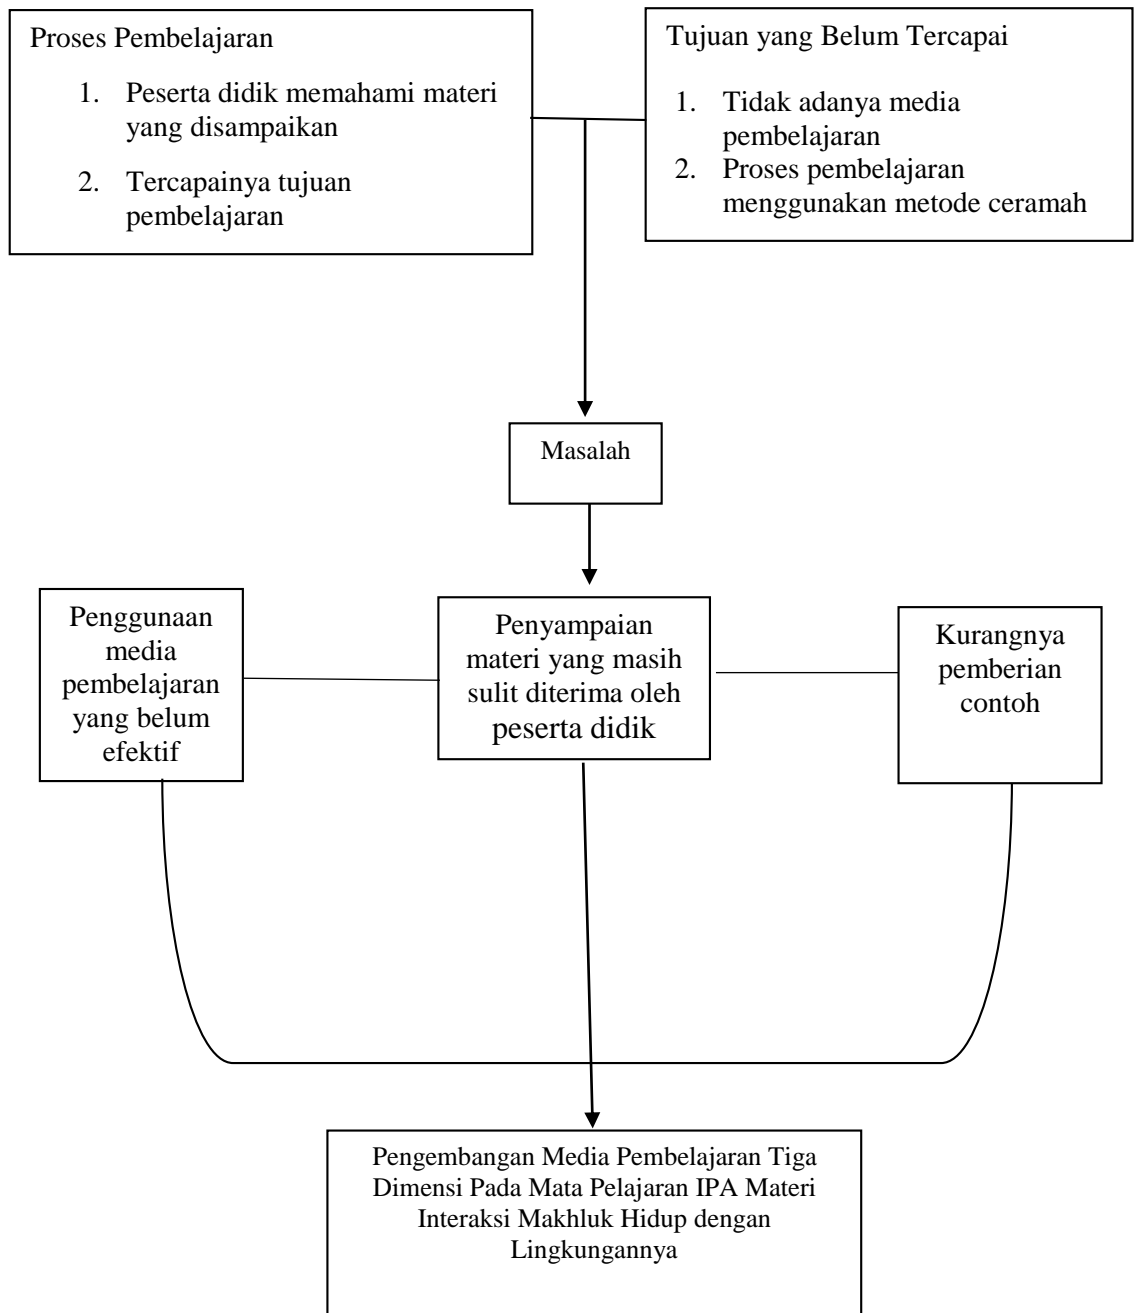 Proses Pembelajaran
1. Peserta didik memahami materi
yang disampaikan
2. Tercapainya tujuan
pembelajaran
Tujuan yang Belum Tercapai
1. Tidak adanya media
pembelajaran
2. Proses pembelajaran
menggunakan metode ceramah
Masalah
Penggunaan
media
pembelajaran
yang belum
efektif
Penyampaian
materi yang masih
sulit diterima oleh
peserta didik
Kurangnya
pemberian
contoh
Pengembangan Media Pembelajaran Tiga
Dimensi Pada Mata Pelajaran IPA Materi
Interaksi Makhluk Hidup dengan
Lingkungannya